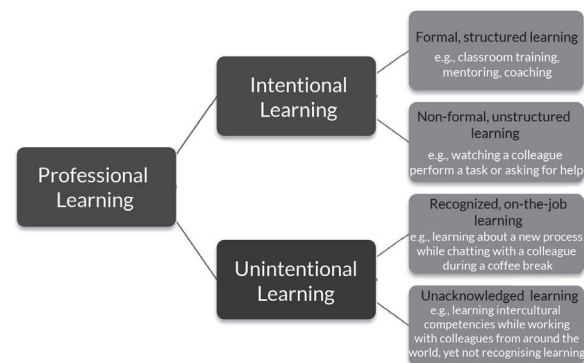 Professional
Learning
Intentional
Learning
Unintentional
Learning
Formal, structured learning
e.g., classroom training,
mentoring, coaching
Non-formal, unstructured
learning
e.g., watching a colleague
perform a task or asking for help
Recognized, on-the-job
learning
e.g., learning about a new process
while chatting with a colleague
during a coffee break
Unacknowledged learning
e.g., learning intercultural
competencies while working
with colleagues from around the
world, yet not recognising learning